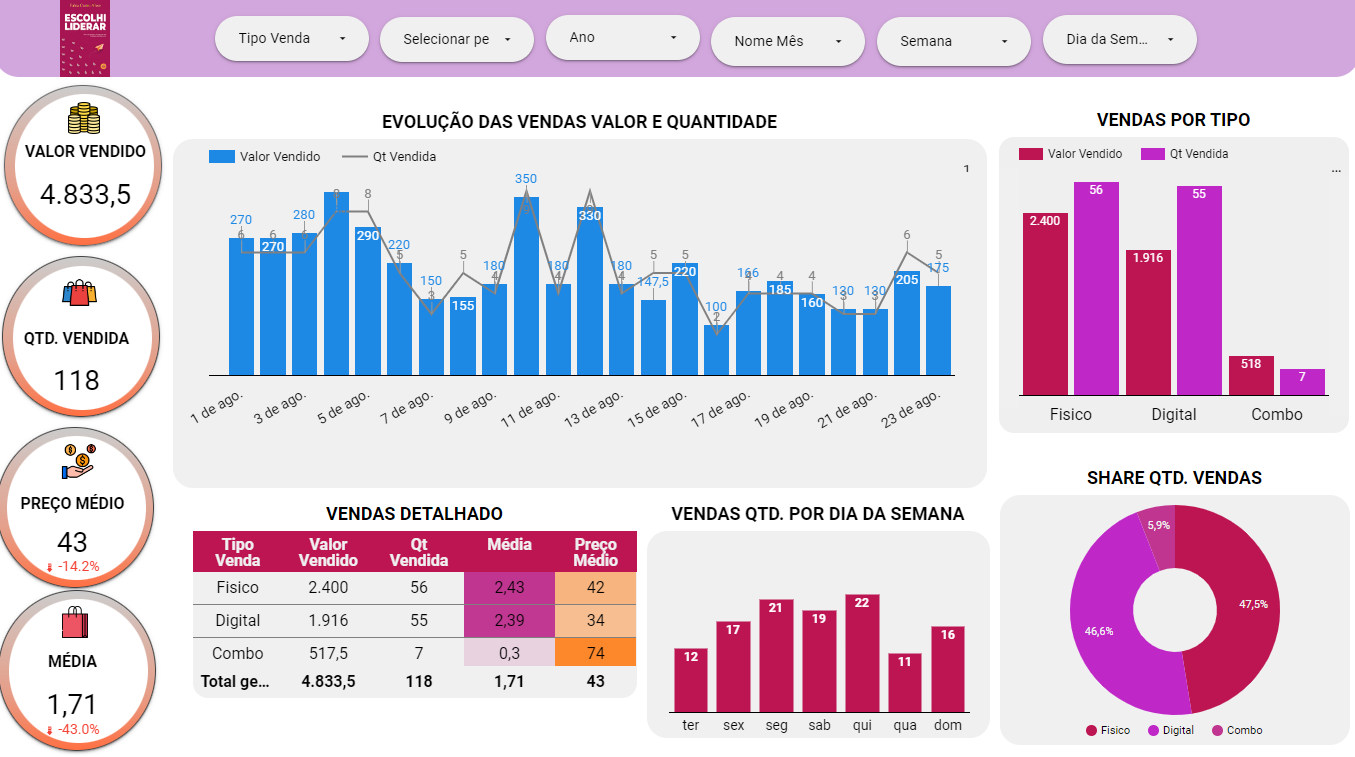 ESCOLHI
LIDERAR
Tipo Venda
Selecionar pe
Ano
Nome Mês
Semana
Dia da Sem...
VALOR VENDIDO
4.833,5
QTD. VENDIDA
118
PREÇO MÉDIO
43
-14.2%
MÉDIA
1,71
-43.0%
EVOLUÇÃO DAS VENDAS VALOR E QUANTIDADE
Valor Vendido
Qt Vendida
1
270
6
6
270
280
6
8
290
220
5
150
3
5
155
180
4
350
180
4
330
180
4
5
147,5
5
220
100
2
166
4
4
185
4
160
130
3
130
3
6
205
5
175
1 de ago.
3 de ago.
5 de ago.
7 de ago.
9 de ago.
11 de ago.
13 de ago.
15 de ago.
17 de ago.
19 de ago.
21 de ago.
23 de ago.
VENDAS POR TIPO
Valor Vendido
Qt Vendida
...
2.400
56
1.916
55
518
7
Fisico
Digital
Combo
VENDAS DETALHADO
Tipo Venda Valor Vendido Qt Vendida Média Preço Médio
Fisico 2.400 56 2,43 42
Digital 1.916 55 2,39 34
Combo 517,5 7 0,3 74
Total ge... 4.833,5 118 1,71 43
VENDAS QTD. POR DIA DA SEMANA
12
17
21
19
22
11
16
ter sex seg sab qui qua dom
SHARE QTD. VENDAS
5,9%
47,5%
46,6%
Fisico
Digital
Combo